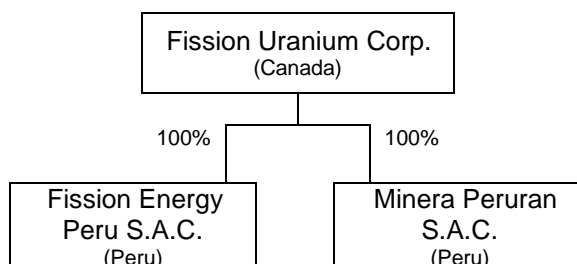 Fission Uranium Corp.
(Canada)
100%
100%
Fission Energy
Peru S.A.C.
(Peru)
Minera Peruran
S.A.C.
(Peru)